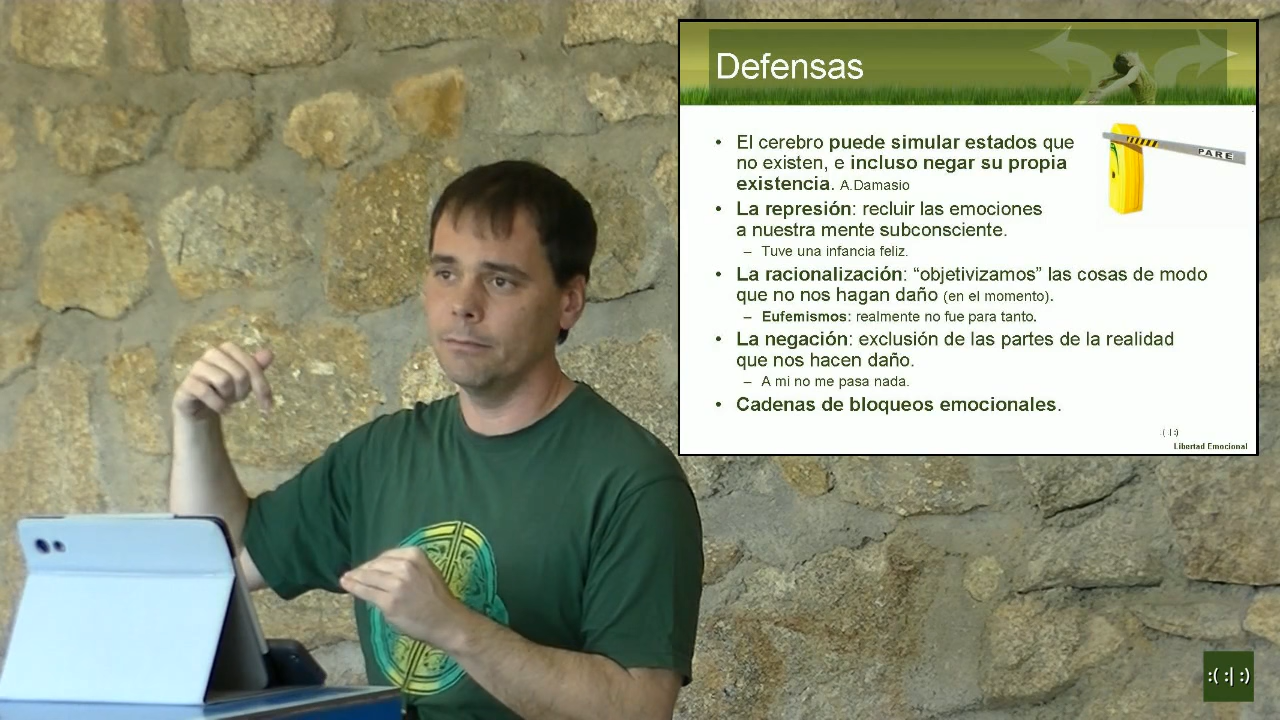 Defensas
PARE
• El cerebro puede simular estados que
no existen, e incluso negar su propia
existencia. A.Damasio
• La represión: recluir las emociones
a nuestra mente subconsciente.
– Tuve una infancia feliz.
• La racionalización: “objetivizamos” las cosas de modo
que no nos hagan daño (en el momento).
– Eufemismos: realmente no fue para tanto.
• La negación: exclusión de las partes de la realidad
que nos hacen daño.
– A mi no me pasa nada.
• Cadenas de bloqueos emocionales.
:( :| :)
Libertad Emocional
:( :| :)